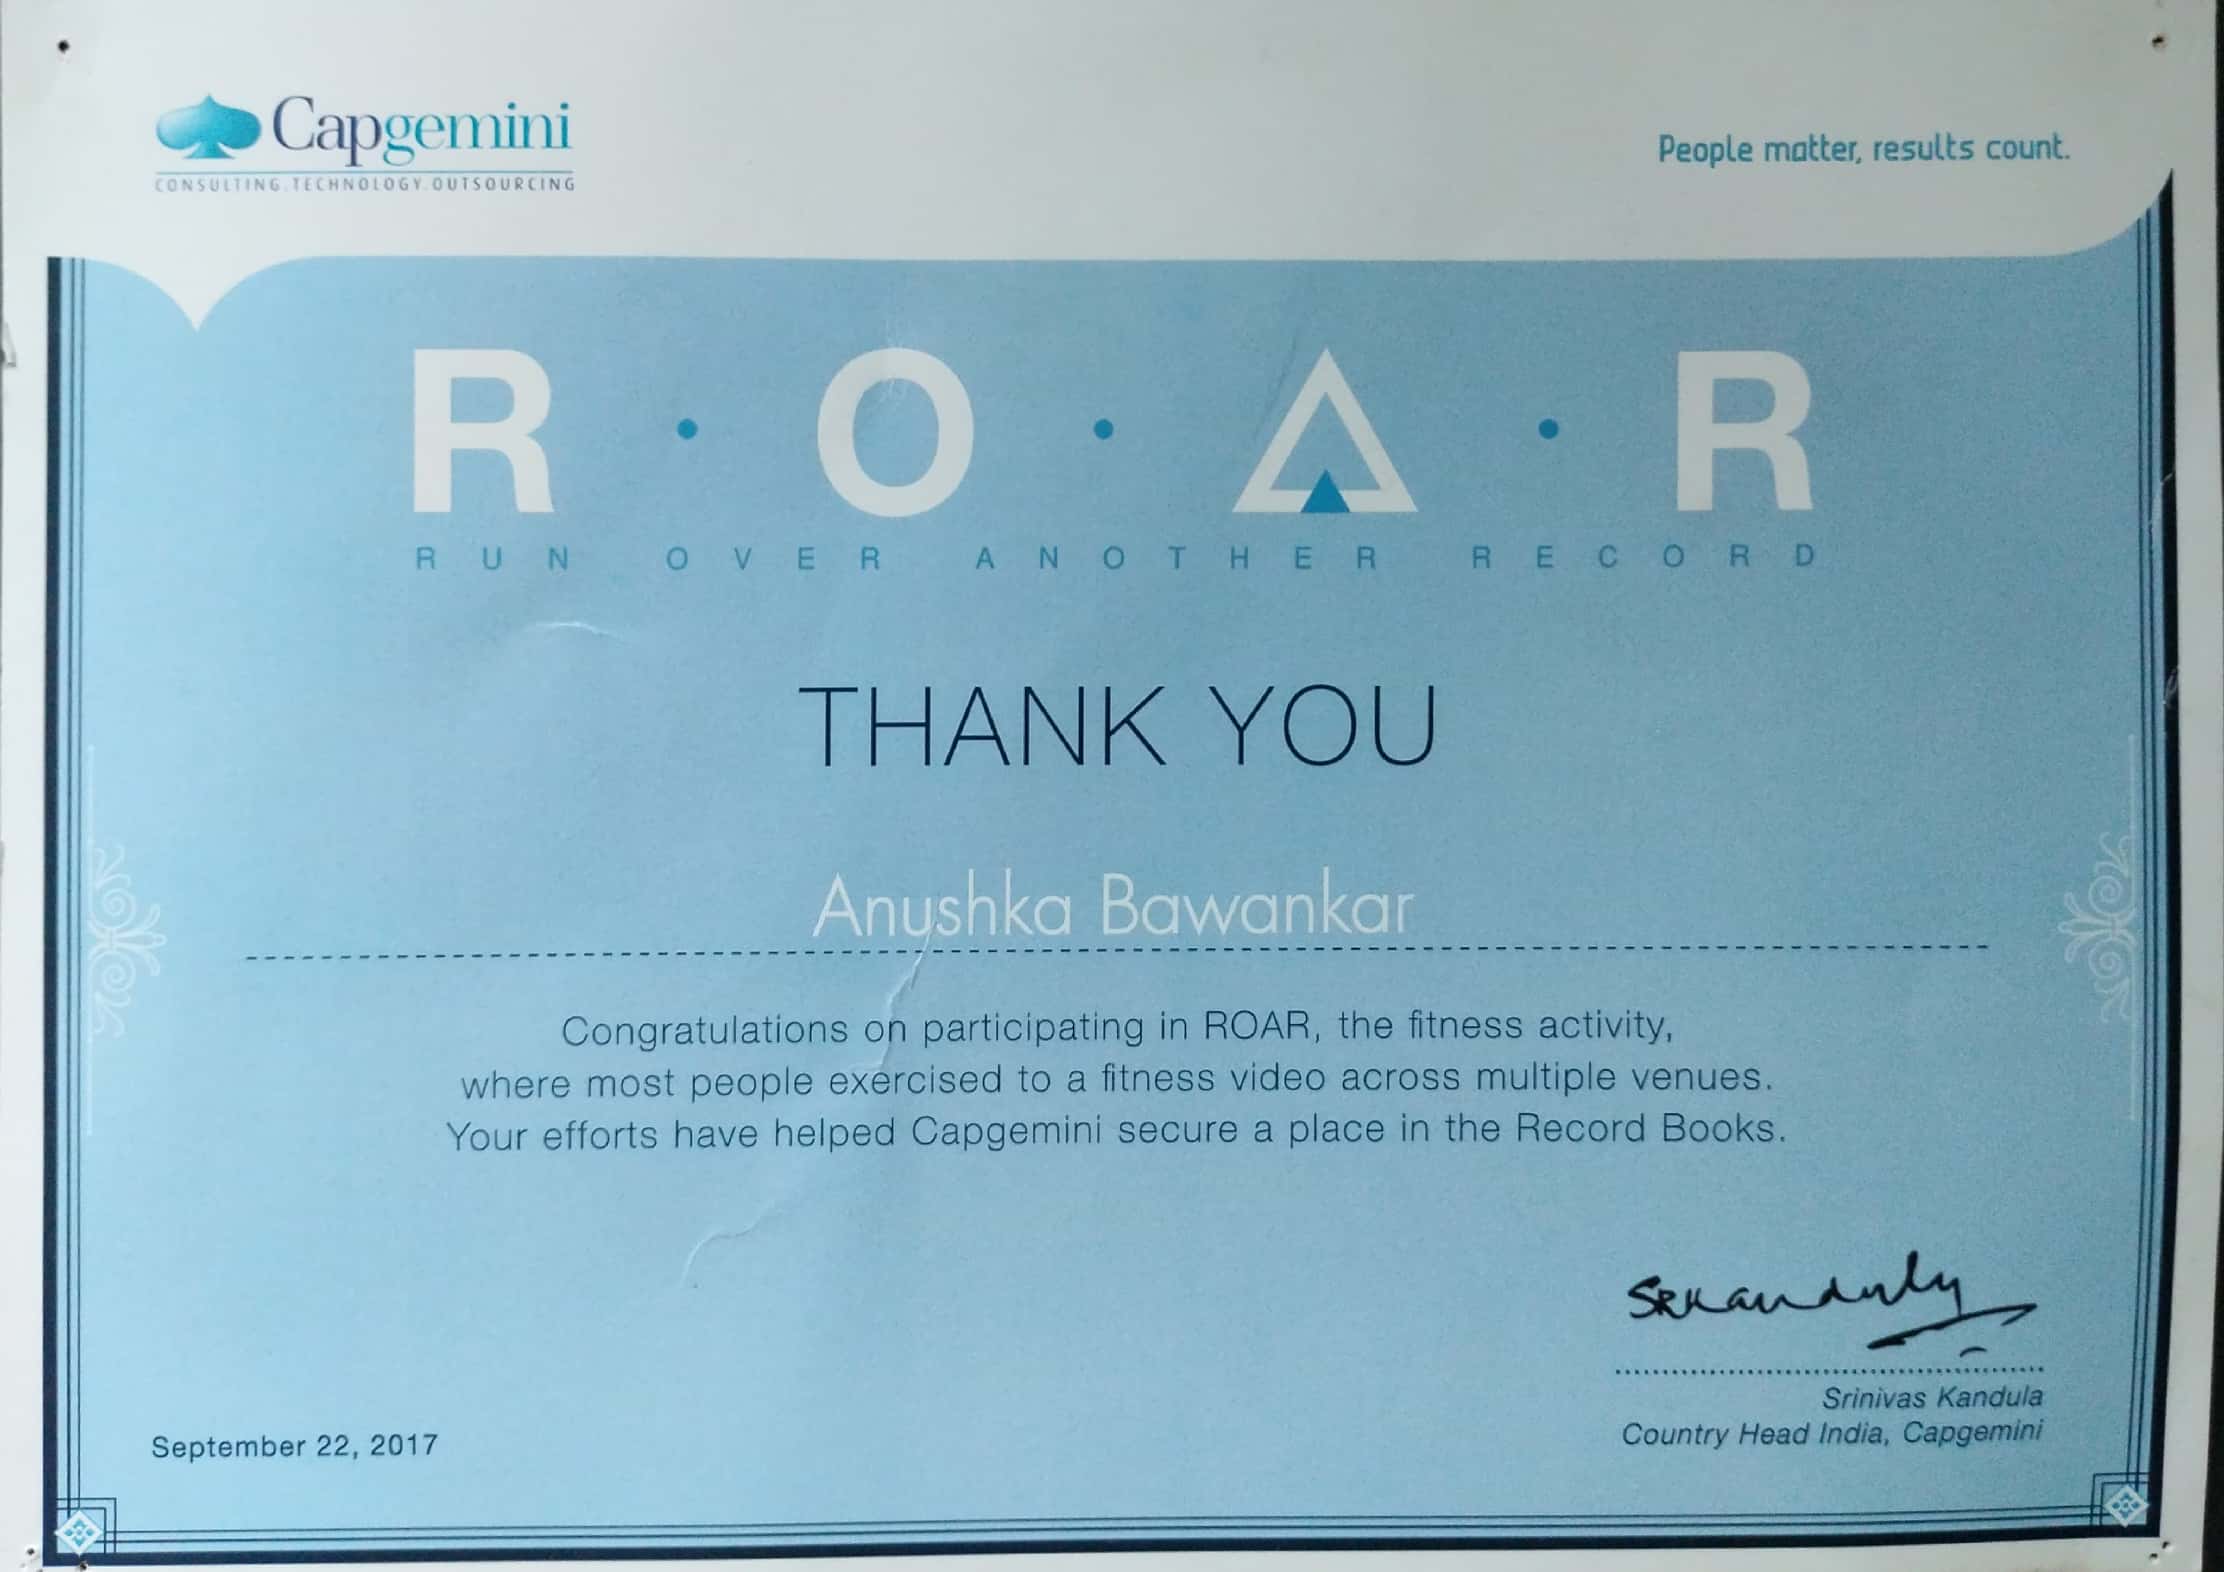 Capgemini
CONSULTING.TECHNOLOGY.OUTSOURCING
People matter, results count.
R·O·A·R
RUN OVER ANOTHER RECORD
THANK YOU
Anushka Bawankar
Congratulations on participating in ROAR, the fitness activity,
where most people exercised to a fitness video across multiple venues.
Your efforts have helped Capgemini secure a place in the Record Books.
SRKanduly
Srinivas Kandula
Country Head India, Capgemini
September 22, 2017